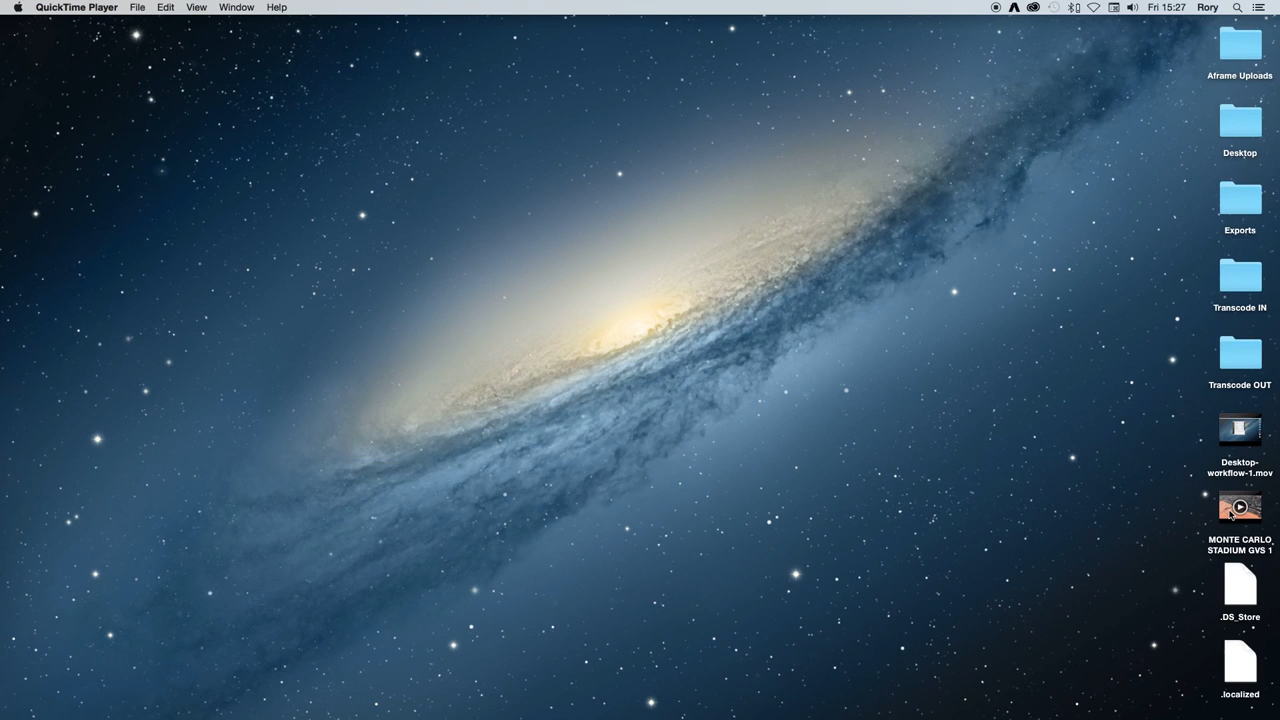 QuickTime Player File Edit View Window Help Fri 15:27 Rory
Aframe Uploads
Desktop
Exports
Transcode IN
Transcode OUT
Desktop-
workflow-1.mov
MONTE CARLO
STADIUM GVS 1
.DS_Store
.localized